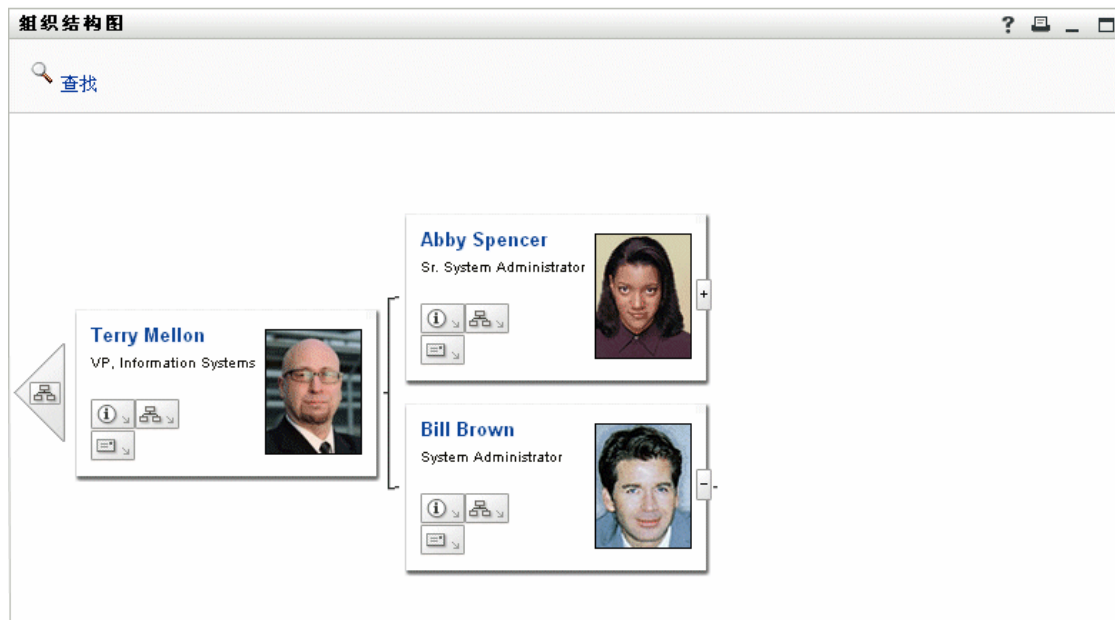 组织结构图
查找
Abby Spencer
Sr. System Administrator
Terry Mellon
VP, Information Systems
Bill Brown
System Administrator